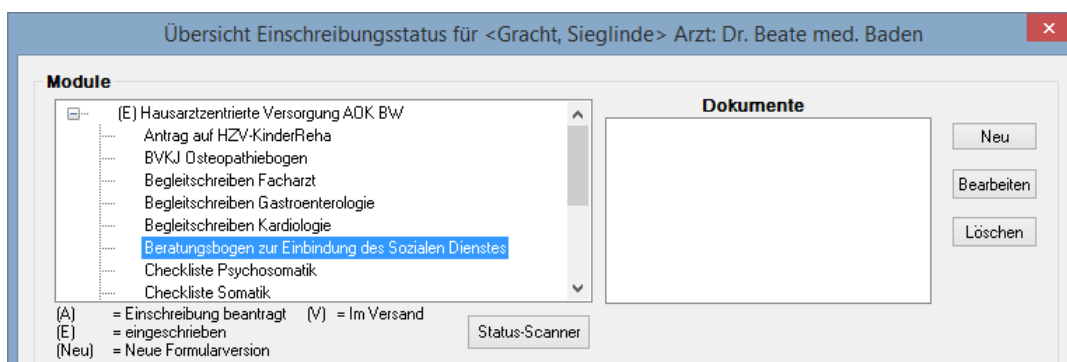 Übersicht Einschreibungsstatus für <Gracht, Sieglinde> Arzt: Dr. Beate med. Baden
x
Module
(E) Hausarztzentrierte Versorgung AOK BW
Antrag auf HZV-KinderReha
BVKJ Osteopathiebogen
Begleitschreiben Facharzt
Begleitschreiben Gastroenterologie
Begleitschreiben Kardiologie
Beratungsbogen zur Einbindung des Sozialen Dienstes
Checkliste Psychosomatik
Checkliste Somatik
(A) = Einschreibung beantragt (V) = Im Versand
(E) = eingeschrieben
(Neu) = Neue Formularversion
Status-Scanner
Dokumente
Neu
Bearbeiten
Löschen